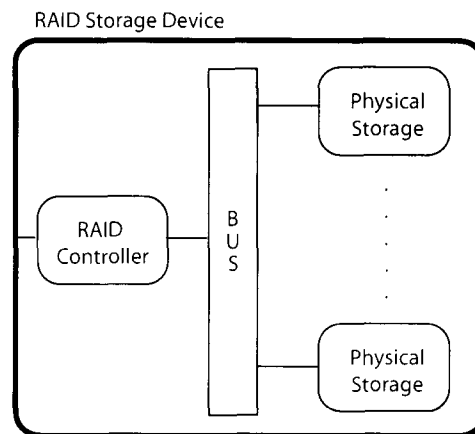 RAID Storage Device
Physical
Storage
RAID
Controller
B
U
S
Physical
Storage